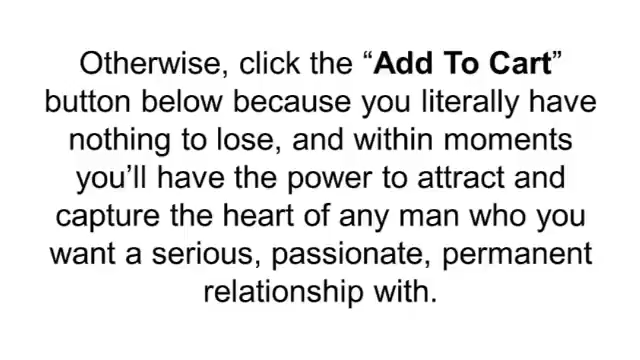 Otherwise, click the “Add To Cart”
button below because you literally have
nothing to lose, and within moments
you’ll have the power to attract and
capture the heart of any man who you
want a serious, passionate, permanent
relationship with.